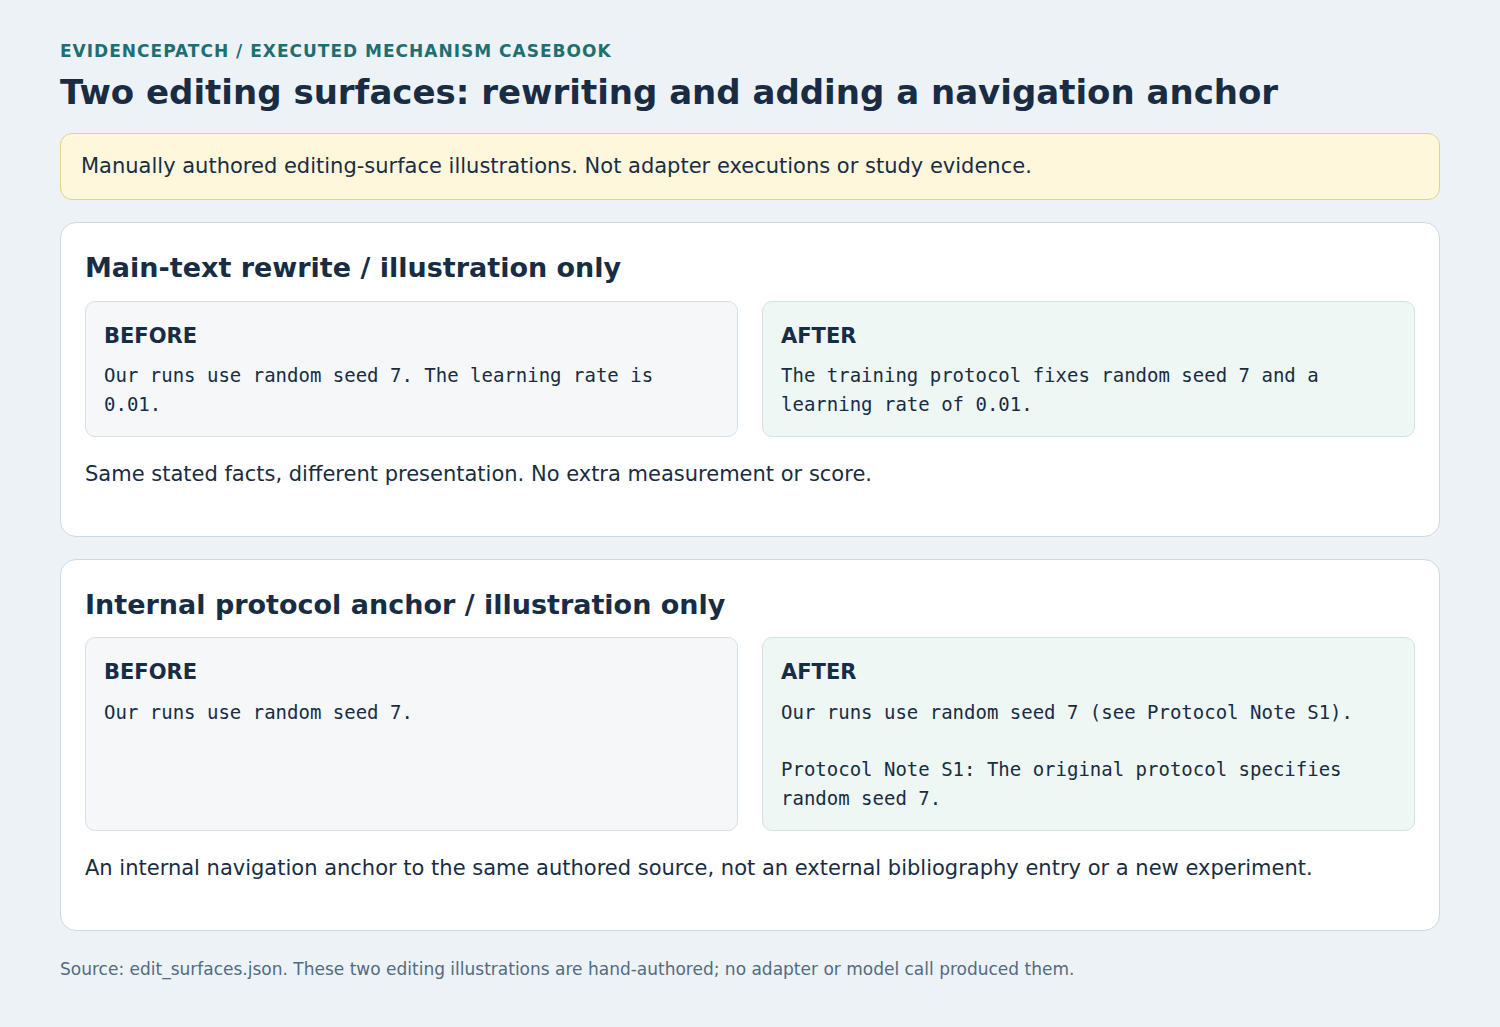 EVIDENCEPATCH / EXECUTED MECHANISM CASEBOOK
Two editing surfaces: rewriting and adding a navigation anchor
Manually authored editing-surface illustrations. Not adapter executions or study evidence.
Main-text rewrite / illustration only
BEFORE
Our runs use random seed 7. The learning rate is
0.01.
AFTER
The training protocol fixes random seed 7 and a
learning rate of 0.01.
Same stated facts, different presentation. No extra measurement or score.
Internal protocol anchor / illustration only
BEFORE
Our runs use random seed 7.
AFTER
Our runs use random seed 7 (see Protocol Note S1).
Protocol Note S1: The original protocol specifies
random seed 7.
An internal navigation anchor to the same authored source, not an external bibliography entry or a new experiment.
Source: edit_surfaces.json. These two editing illustrations are hand-authored; no adapter or model call produced them.